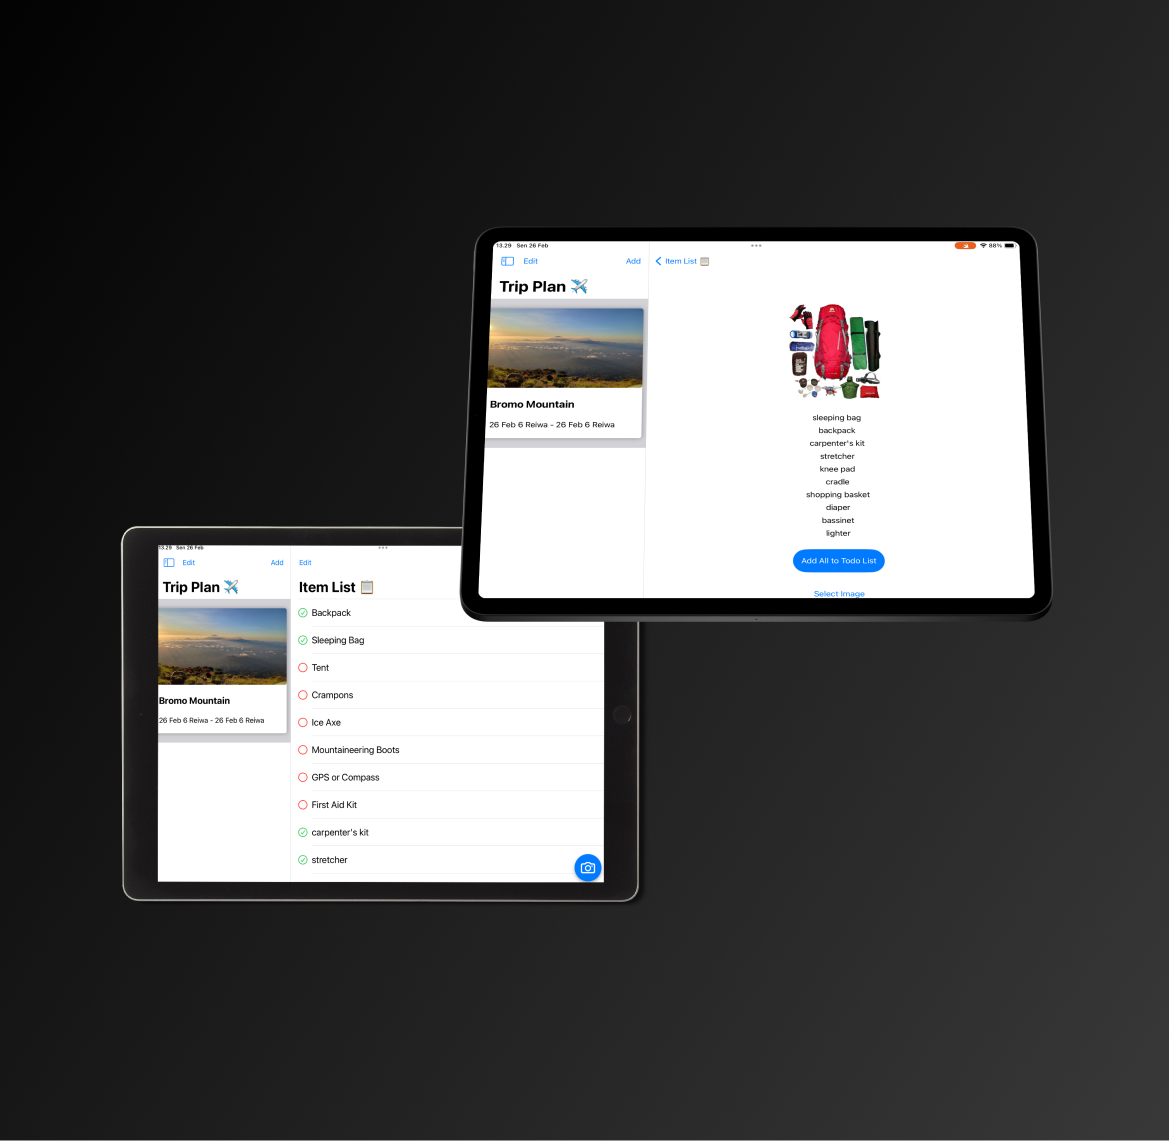 13.29 Sen 26 Feb
88%
Edit
Add
Item List 📋
Trip Plan ✈️
Bromo Mountain
26 Feb 6 Reiwa - 26 Feb 6 Reiwa
sleeping bag
backpack
carpenter's kit
stretcher
knee pad
cradle
shopping basket
diaper
bassinet
lighter
Add All to Todo List
Select Image
13.29 Sen 26 Feb
Edit
Add
Edit
Trip Plan ✈️
Item List 📋
Bromo Mountain
26 Feb 6 Reiwa - 26 Feb 6 Reiwa
Backpack
Sleeping Bag
Tent
Crampons
Ice Axe
Mountaineering Boots
GPS or Compass
First Aid Kit
carpenter's kit
stretcher